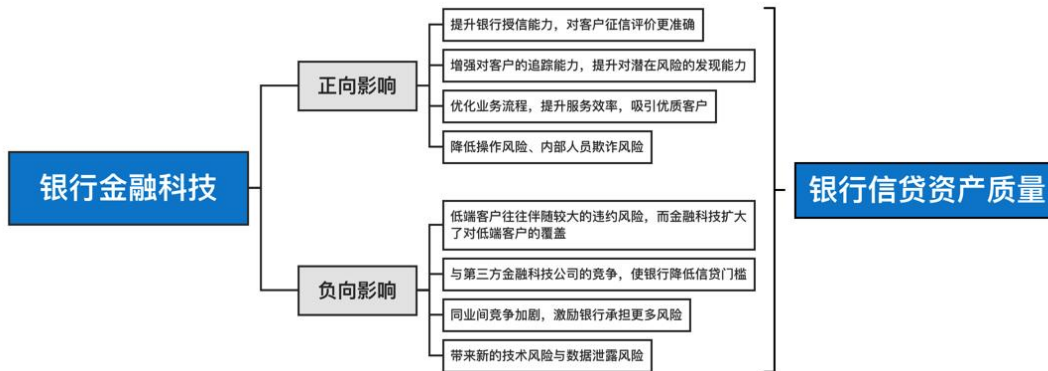 银行金融科技
正向影响
提升银行授信能力，对客户征信评价更准确
增强对客户的追踪能力，提升对潜在风险的发现能力
优化业务流程，提升服务效率，吸引优质客户
降低操作风险、内部人员欺诈风险
负向影响
低端客户往往伴随较大的违约风险，而金融科技扩大
了对低端客户的覆盖
与第三方金融科技公司的竞争，使银行降低信贷门槛
同业间竞争加剧，激励银行承担更多风险
带来新的技术风险与数据泄露风险
银行信贷资产质量